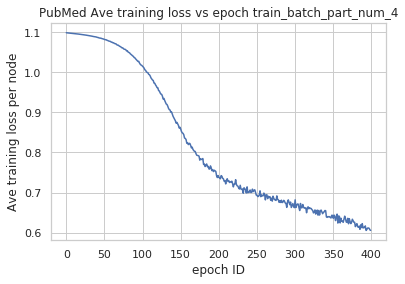 PubMed Ave training loss vs epoch train_batch_part_num_4
1.1
1.0
0.9
0.8
0.7
0.6
Ave training loss per node
0 50 100 150 200 250 300 350 400
epoch ID